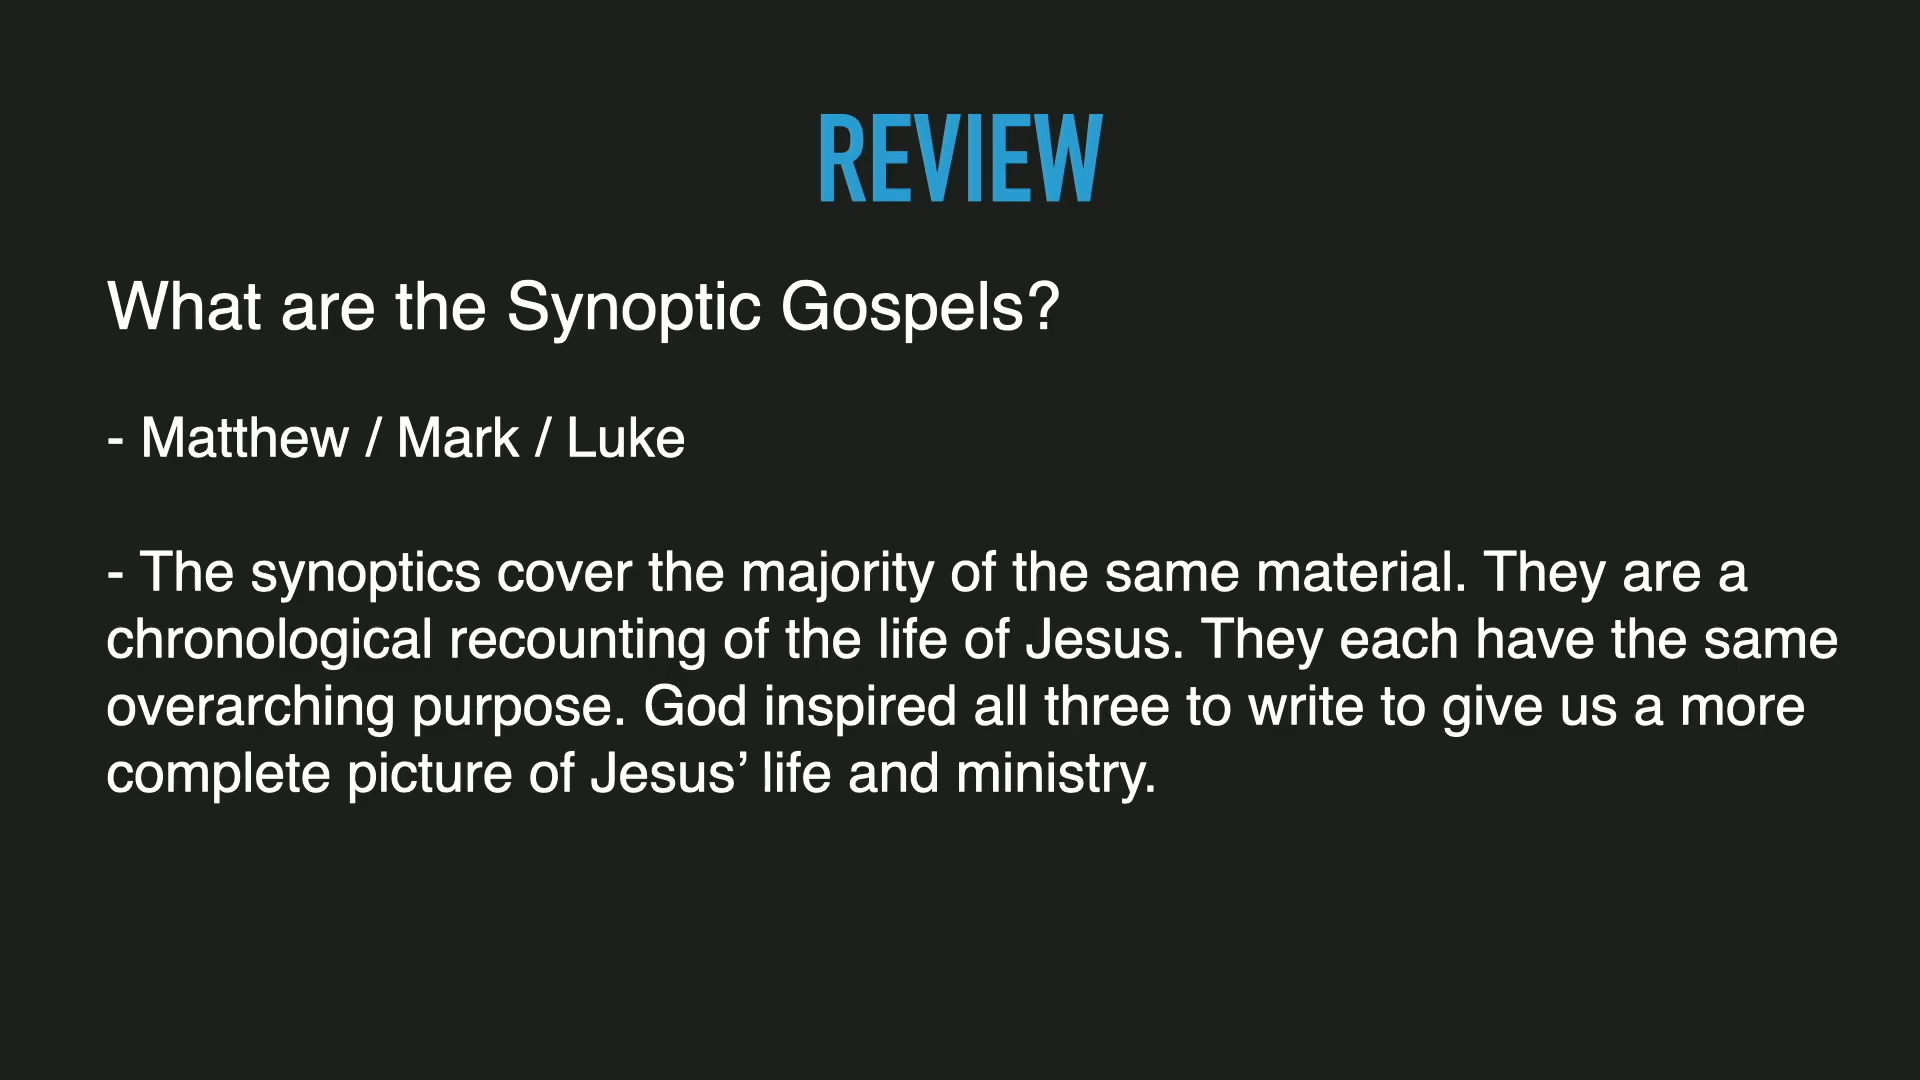 REVIEW
What are the Synoptic Gospels?
- Matthew / Mark / Luke
- The synoptics cover the majority of the same material. They are a
chronological recounting of the life of Jesus. They each have the same
overarching purpose. God inspired all three to write to give us a more
complete picture of Jesus’ life and ministry.